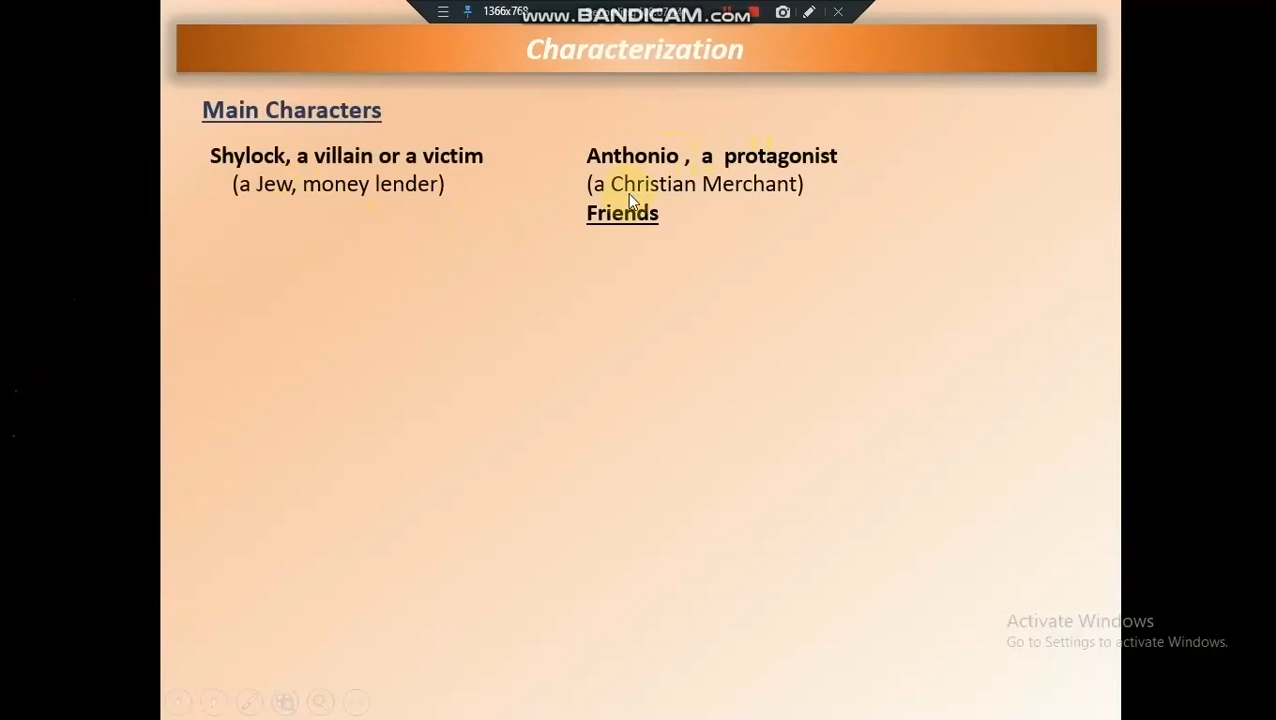 1366x768
www.BANDICAM.com
Characterization
Main Characters
Shylock, a villain or a victim
(a Jew, money lender)
Anthonio , a protagonist
(a Christian Merchant)
Friends
Activate Windows
Go to Settings to activate Windows.